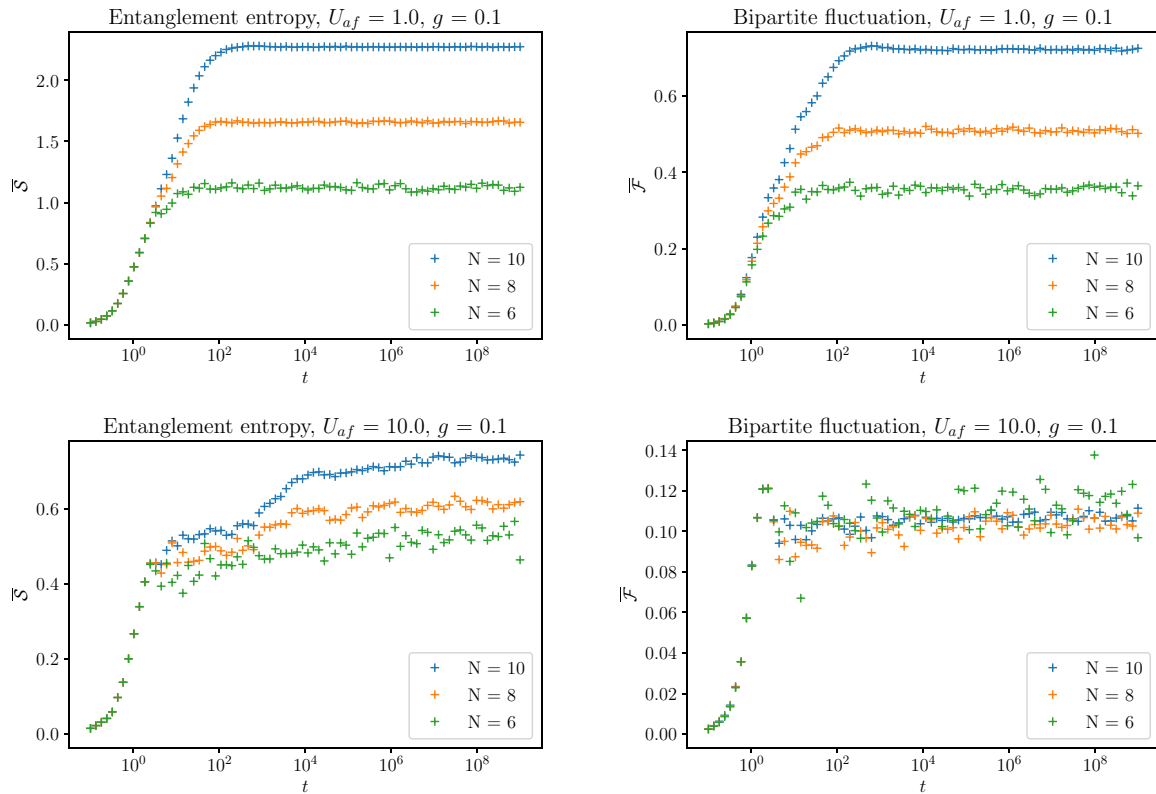 Entanglement entropy, $U_{af}$ = 1.0, $g$ = 0.1
2.0
1.5
1.0
0.5
0.0
$\overline{\mathcal{S}}$
N = 10
N = 8
N = 6
$10^0$ $10^2$ $10^4$ $10^6$ $10^8$
$t$
Bipartite fluctuation, $U_{af}$ = 1.0, $g$ = 0.1
0.6
0.4
0.2
0.0
$\overline{\mathcal{F}}$
N = 10
N = 8
N = 6
$10^0$ $10^2$ $10^4$ $10^6$ $10^8$
$t$
Entanglement entropy, $U_{af}$ = 10.0, $g$ = 0.1
0.6
0.4
0.2
0.0
$\overline{\mathcal{S}}$
N = 10
N = 8
N = 6
$10^0$ $10^2$ $10^4$ $10^6$ $10^8$
$t$
Bipartite fluctuation, $U_{af}$ = 10.0, $g$ = 0.1
0.14
0.12
0.10
0.08
0.06
0.04
0.02
0.00
$\overline{\mathcal{F}}$
N = 10
N = 8
N = 6
$10^0$ $10^2$ $10^4$ $10^6$ $10^8$
$t$